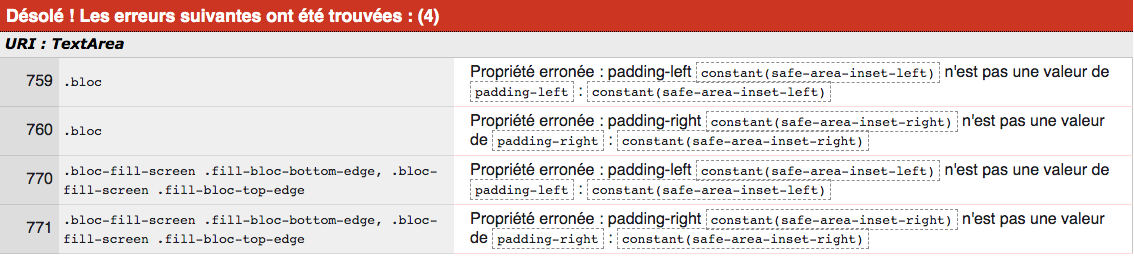 Désolé ! Les erreurs suivantes ont été trouvées : (4)
URI : TextArea
759 .bloc Propriété erronée : padding-left constant(safe-area-inset-left) n'est pas une valeur de
padding-left : constant(safe-area-inset-left)
760 .bloc Propriété erronée : padding-right constant(safe-area-inset-right) n'est pas une valeur
de padding-right : constant(safe-area-inset-right)
770 .bloc-fill-screen .fill-bloc-bottom-edge, .bloc- Propriété erronée : padding-left constant(safe-area-inset-left) n'est pas une valeur de
fill-screen .fill-bloc-top-edge padding-left : constant(safe-area-inset-left)
771 .bloc-fill-screen .fill-bloc-bottom-edge, .bloc- Propriété erronée : padding-right constant(safe-area-inset-right) n'est pas une valeur
fill-screen .fill-bloc-top-edge de padding-right : constant(safe-area-inset-right)